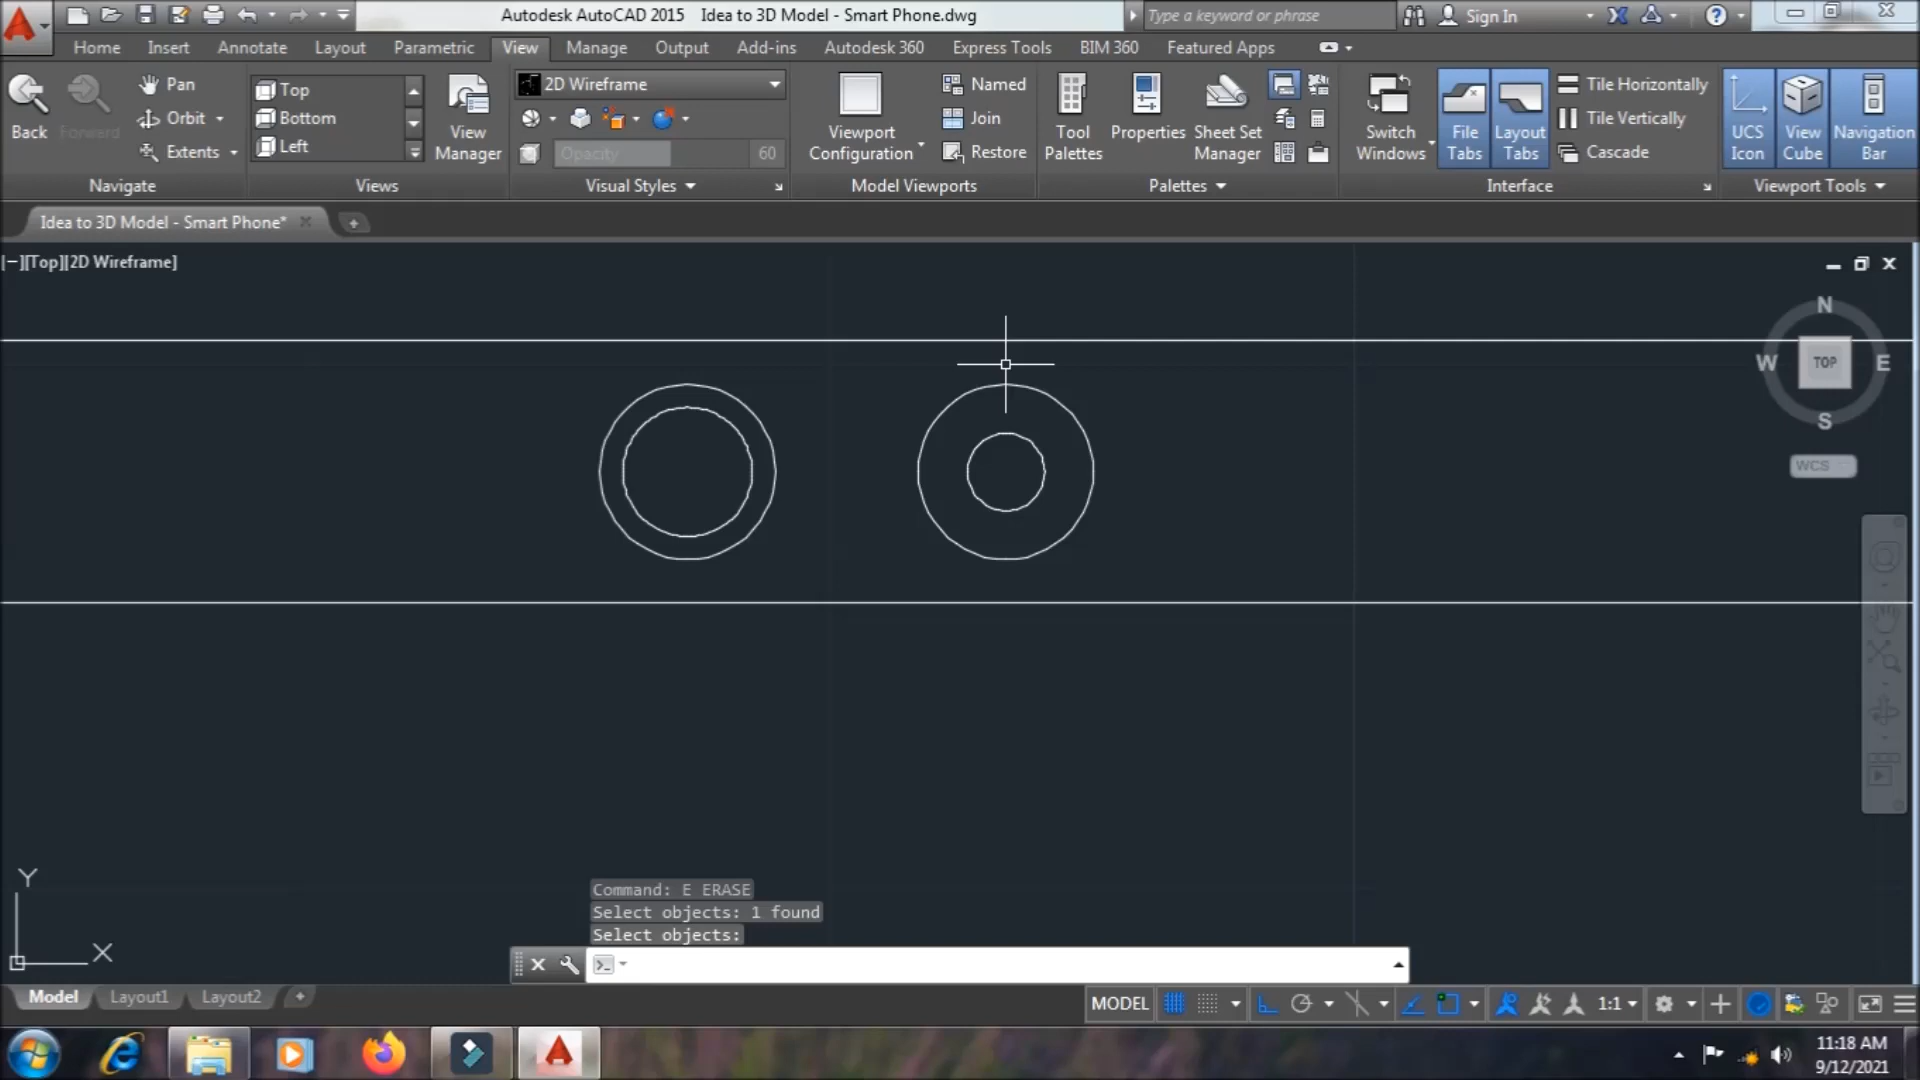 Autodesk AutoCAD 2015 Idea to 3D Model - Smart Phone.dwg
Type a keyword or phrase
Sign In
Home Insert Annotate Layout Parametric View Manage Output Add-ins Autodesk 360 Express Tools BIM 360 Featured Apps
Back
Forward
Pan
Orbit
Extents
Navigate
Top
Bottom
Left
View
Manager
Views
2D Wireframe
Opacity 60
Visual Styles
Viewport
Configuration
Named
Join
Restore
Model Viewports
Tool
Palettes
Properties
Sheet Set
Manager
Palettes
Switch
Windows
File
Tabs
Layout
Tabs
Tile Horizontally
Tile Vertically
Cascade
Interface
UCS
Icon
View
Cube
Navigation
Bar
Viewport Tools
Idea to 3D Model - Smart Phone*
[−][Top][2D Wireframe]
N
W TOP E
S
WCS
Y
X
Command: E ERASE
Select objects: 1 found
Select objects:
Model Layout1 Layout2
MODEL 1:1
11:18 AM
9/12/2021